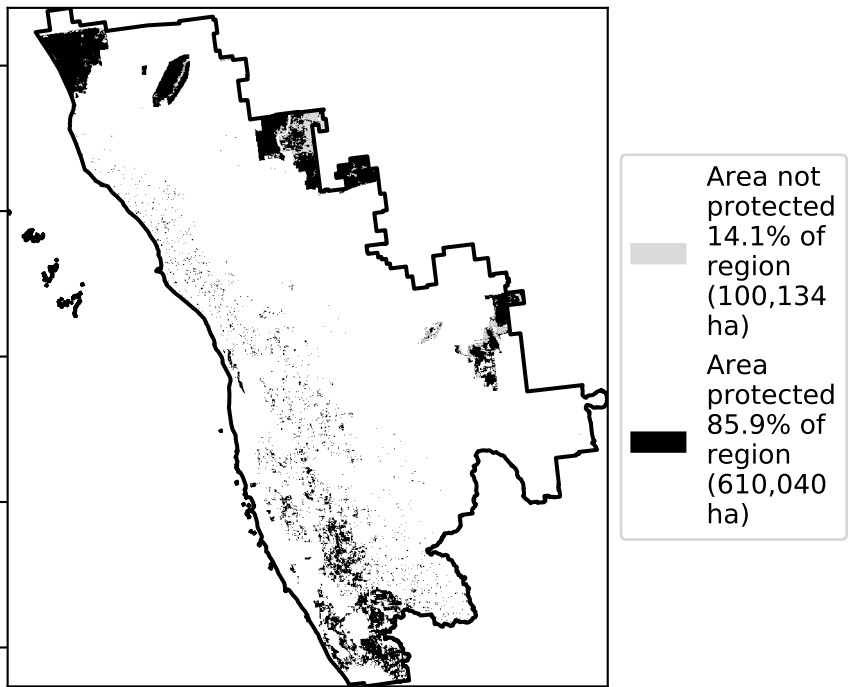 Area not
protected
14.1% of
region
(100,134
ha)
Area
protected
85.9% of
region
(610,040
ha)